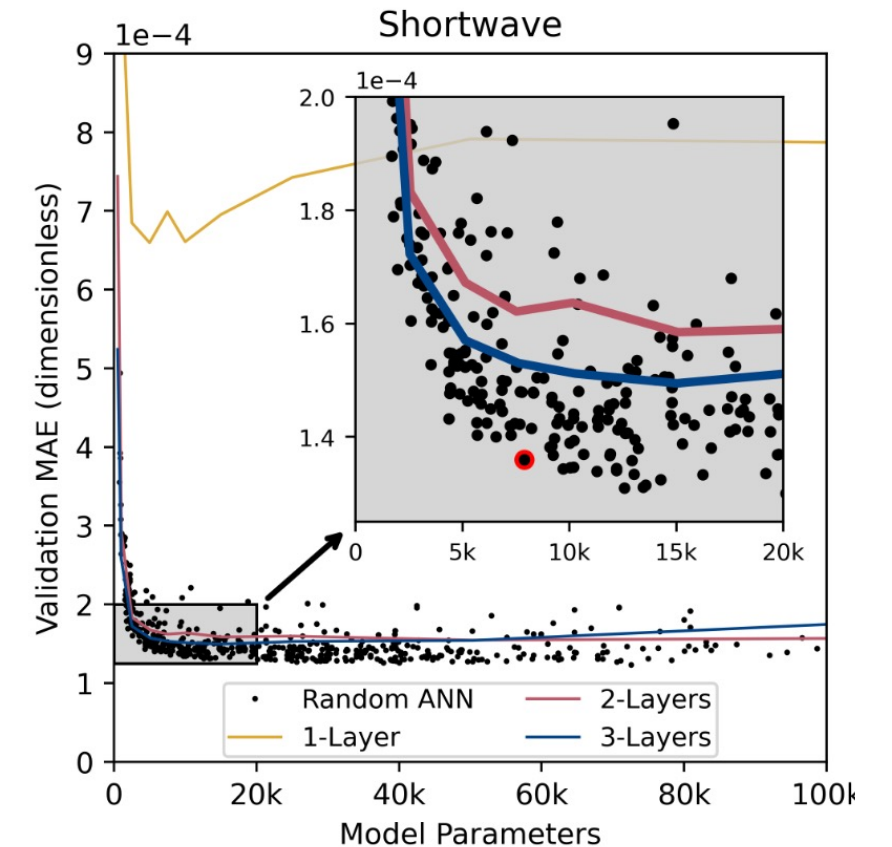 Shortwave
1e−4
9
8
7
6
5
4
3
2
1
0
Validation MAE (dimensionless)
1e−4
2.0
1.8
1.6
1.4
0 5k 10k 15k 20k
Random ANN 2-Layers
1-Layer 3-Layers
0 20k 40k 60k 80k 100k
Model Parameters